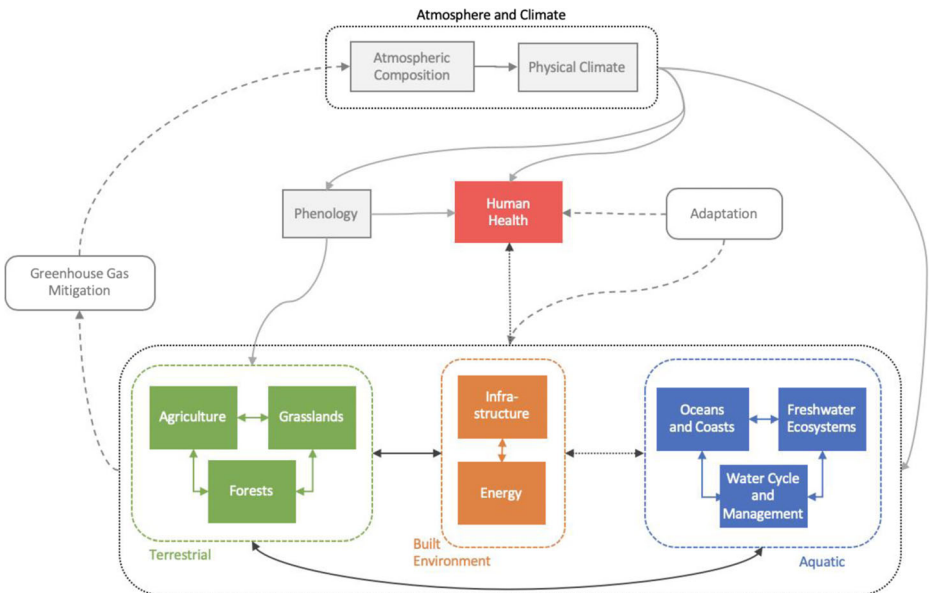 Atmosphere and Climate
Atmospheric
Composition
Physical Climate
Phenology
Human
Health
Adaptation
Greenhouse Gas
Mitigation
Agriculture
Grasslands
Forests
Terrestrial
Infra-
structure
Energy
Built
Environment
Oceans
and Coasts
Freshwater
Ecosystems
Water Cycle
and
Management
Aquatic